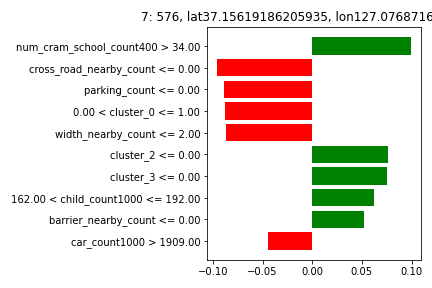 7: 576, lat37.15619186205935, lon127.0768716
num_cram_school_count400 > 34.00
cross_road_nearby_count <= 0.00
parking_count <= 0.00
0.00 < cluster_0 <= 1.00
width_nearby_count <= 2.00
cluster_2 <= 0.00
cluster_3 <= 0.00
162.00 < child_count1000 <= 192.00
barrier_nearby_count <= 0.00
car_count1000 > 1909.00
−0.10 −0.05 0.00 0.05 0.10